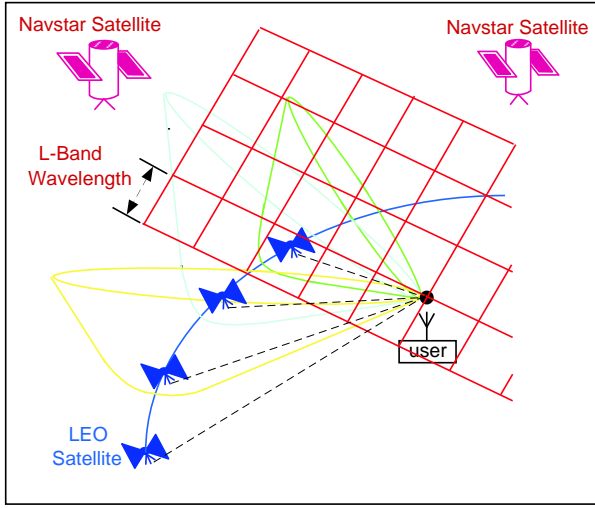 Navstar Satellite
Navstar Satellite
L-Band
Wavelength
user
LEO
Satellite